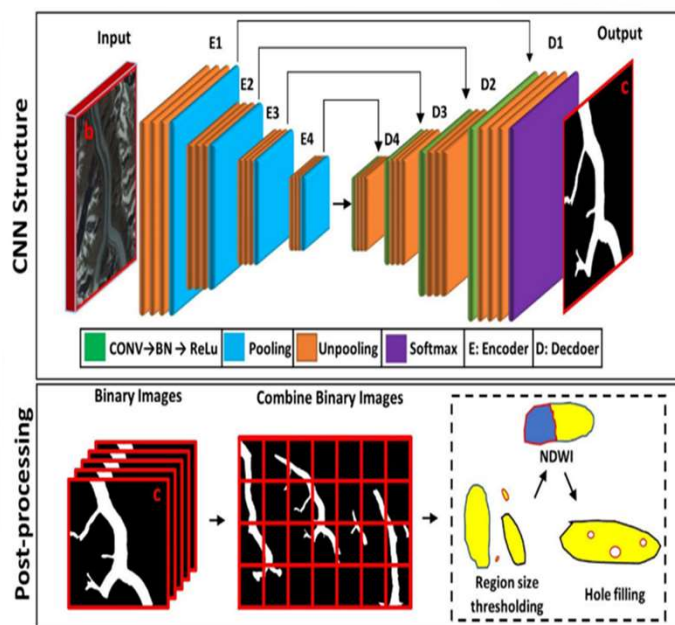 CNN Structure
Input
E1
E2
E3
E4
D4
D3
D2
D1
Output
b
c
CONV→BN→ ReLu
Pooling
Unpooling
Softmax
E: Encoder
D: Decdoer
Post-processing
Binary Images
Combine Binary Images
C
NDWI
Region size
thresholding
Hole filling